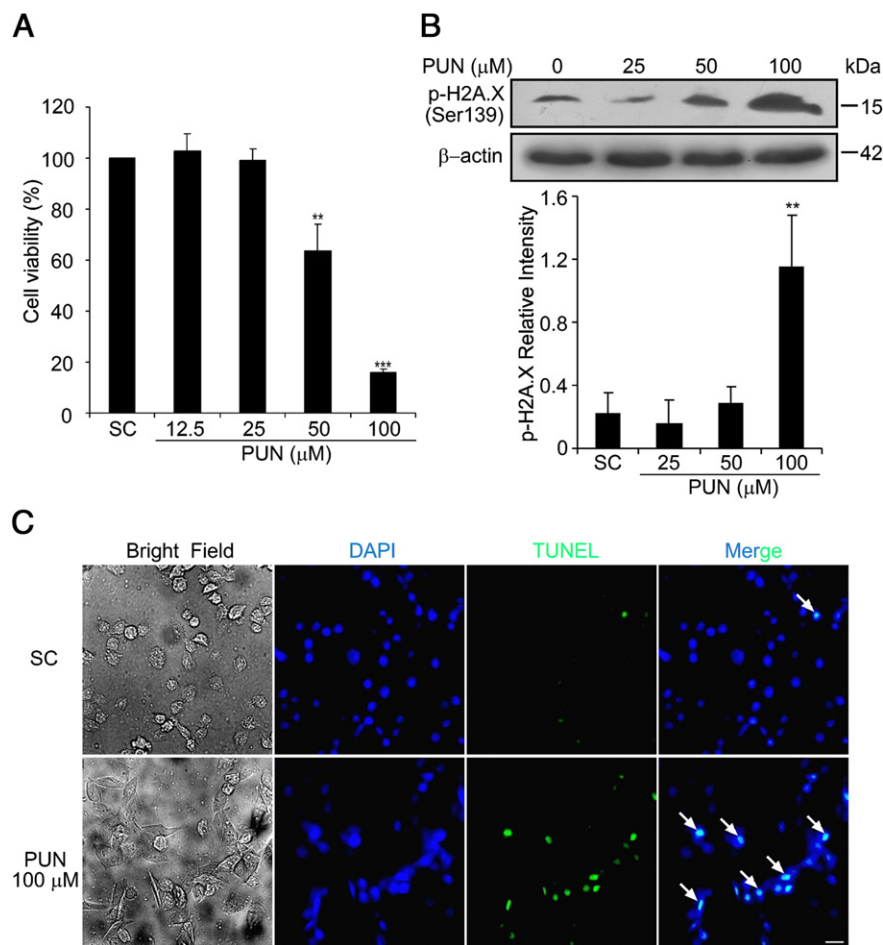 A
Cell viability (%)
120
100
80
60
40
20
0
**
***
SC
12.5
25
50
100
PUN (μM)
B
PUN (μM) 0 25 50 100 kDa
p-H2A.X
(Ser139)
15
β-actin
42
p-H2A.X Relative Intensity
1.6
1.2
0.8
0.4
0
**
SC
25
50
100
PUN (μM)
C
Bright Field DAPI TUNEL Merge
SC
PUN
100 μM